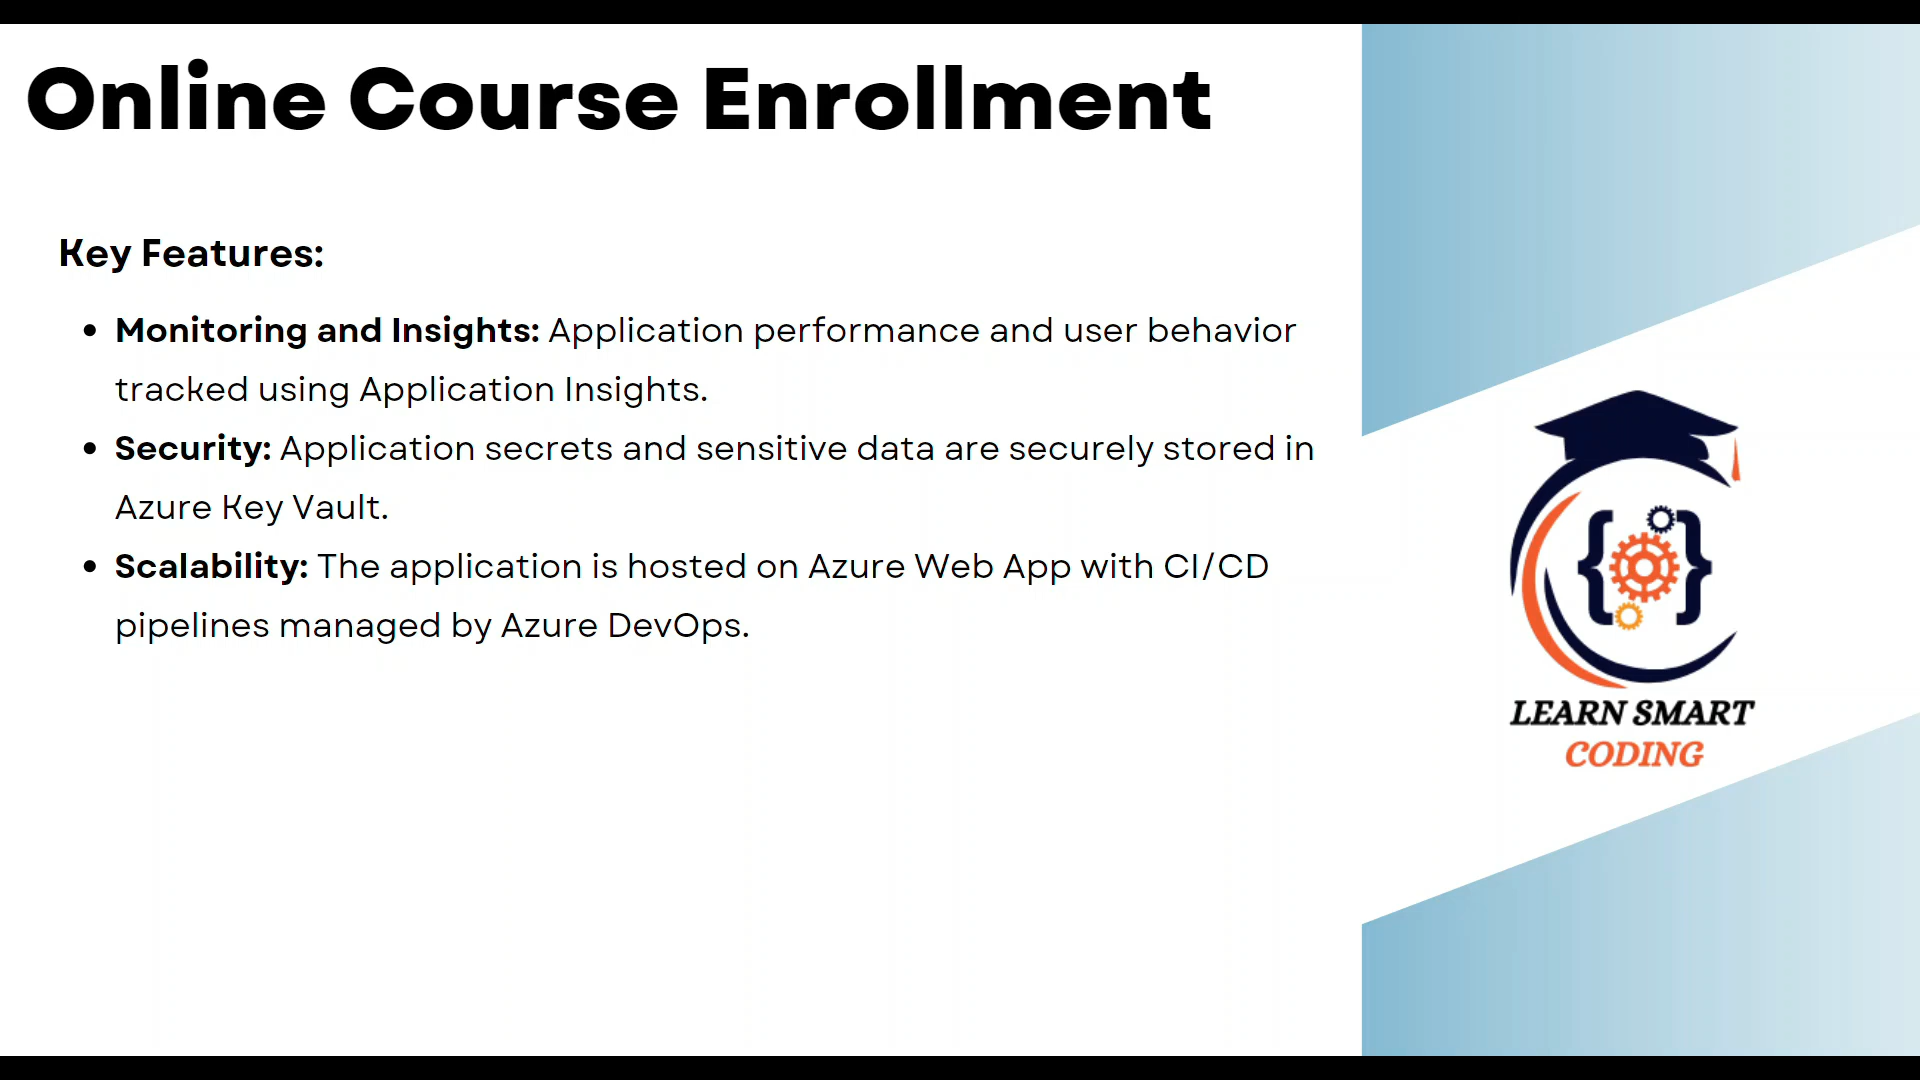 Online Course Enrollment
Key Features:
• Monitoring and Insights: Application performance and user behavior
tracked using Application Insights.
• Security: Application secrets and sensitive data are securely stored in
Azure Key Vault.
• Scalability: The application is hosted on Azure Web App with CI/CD
pipelines managed by Azure DevOps.
LEARN SMART
CODING